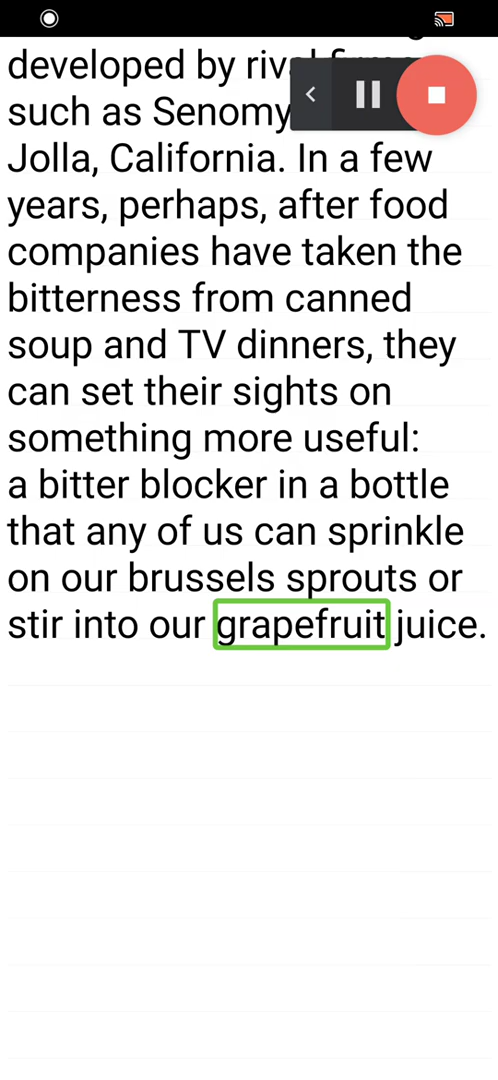 developed by
such as Senomy
Jolla, California. In a few
years, perhaps, after food
companies have taken the
bitterness from canned
soup and TV dinners, they
can set their sights on
something more useful:
a bitter blocker in a bottle
that any of us can sprinkle
on our brussels sprouts or
stir into our grapefruit juice.